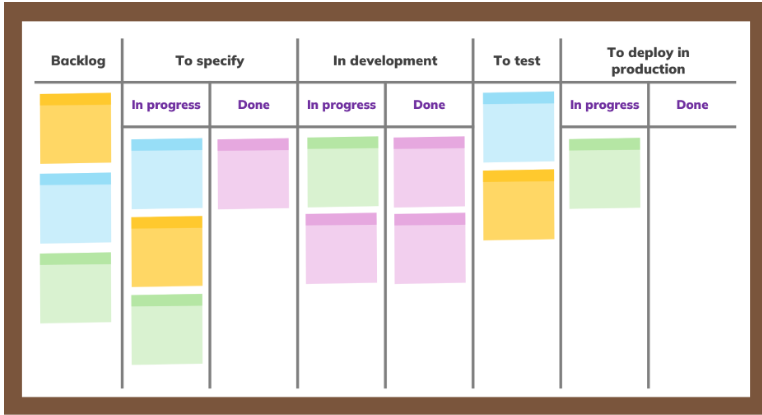 Backlog
To specify
In development
To test
To deploy in
production
In progress
Done
In progress
Done
In progress
Done